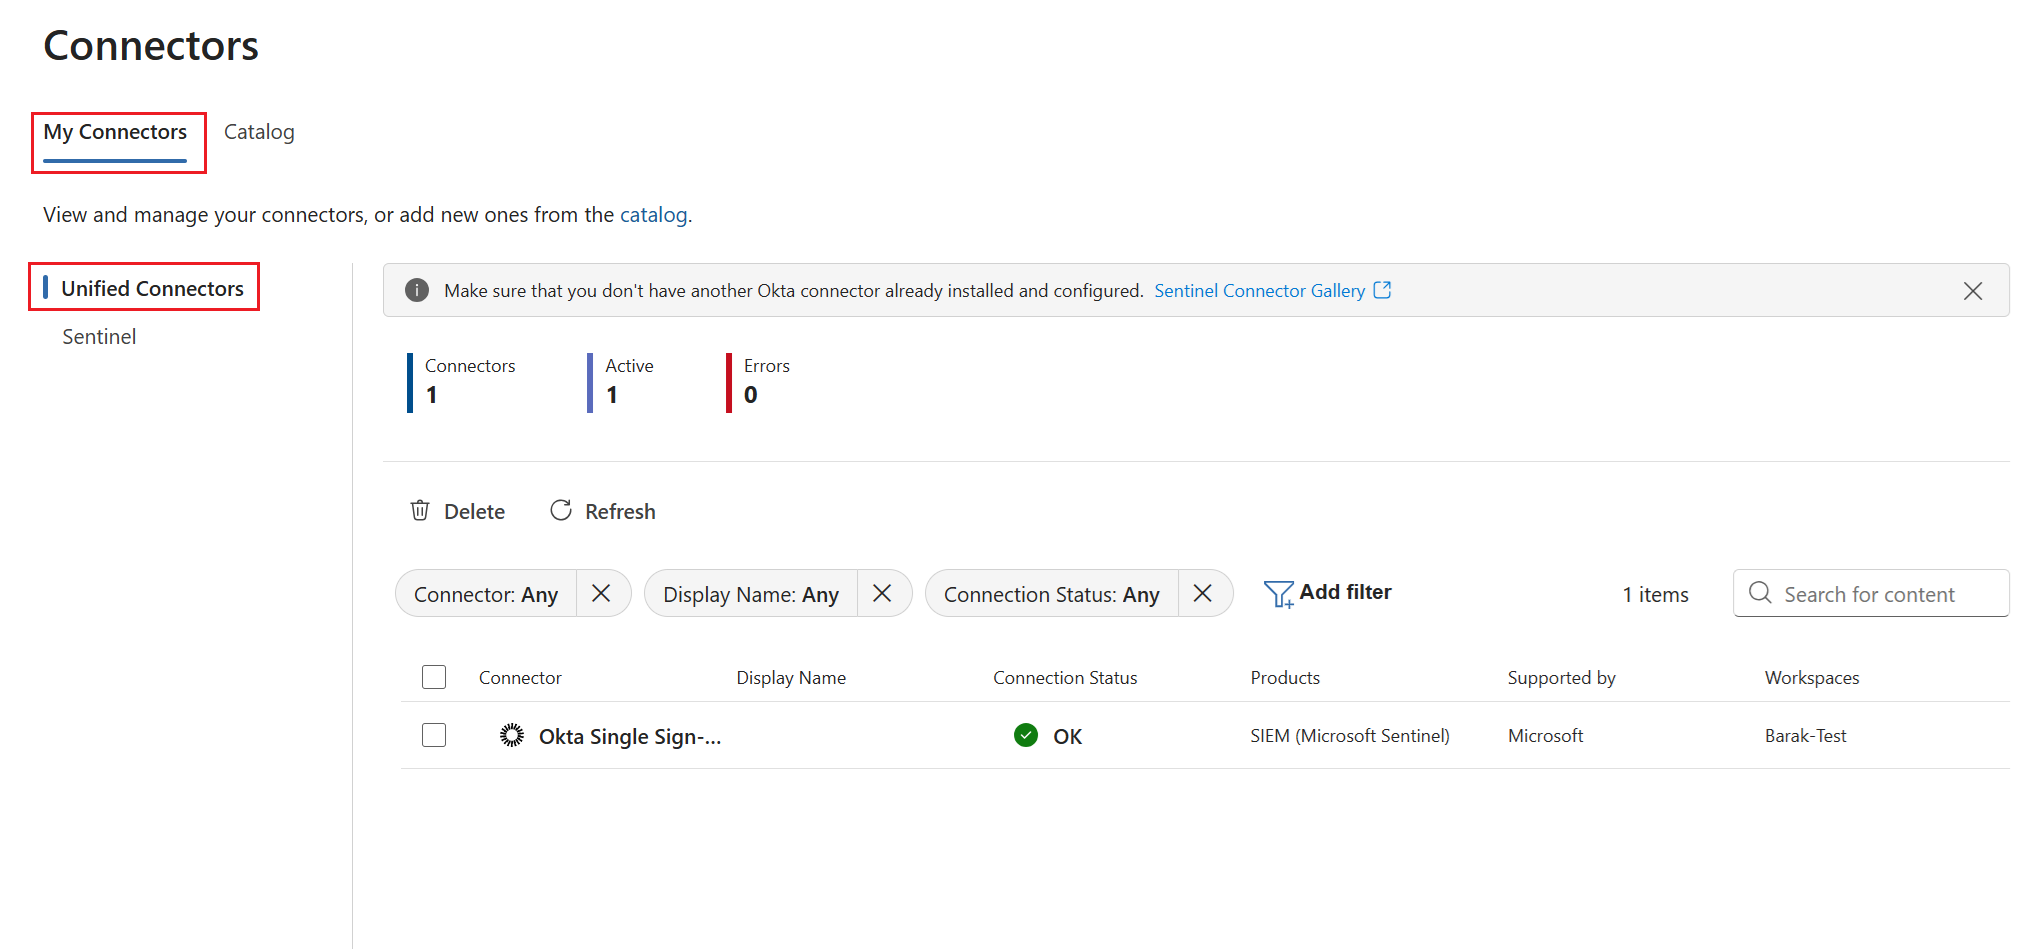 Connectors
My Connectors Catalog
View and manage your connectors, or add new ones from the catalog.
Unified Connectors
Sentinel
Make sure that you don't have another Okta connector already installed and configured. Sentinel Connector Gallery
Connectors Active Errors
1 1 0
Delete Refresh
Connector: Any Display Name: Any Connection Status: Any Add filter 1 items Search for content
Connector Display Name Connection Status Products Supported by Workspaces
Okta Single Sign-... OK SIEM (Microsoft Sentinel) Microsoft Barak-Test